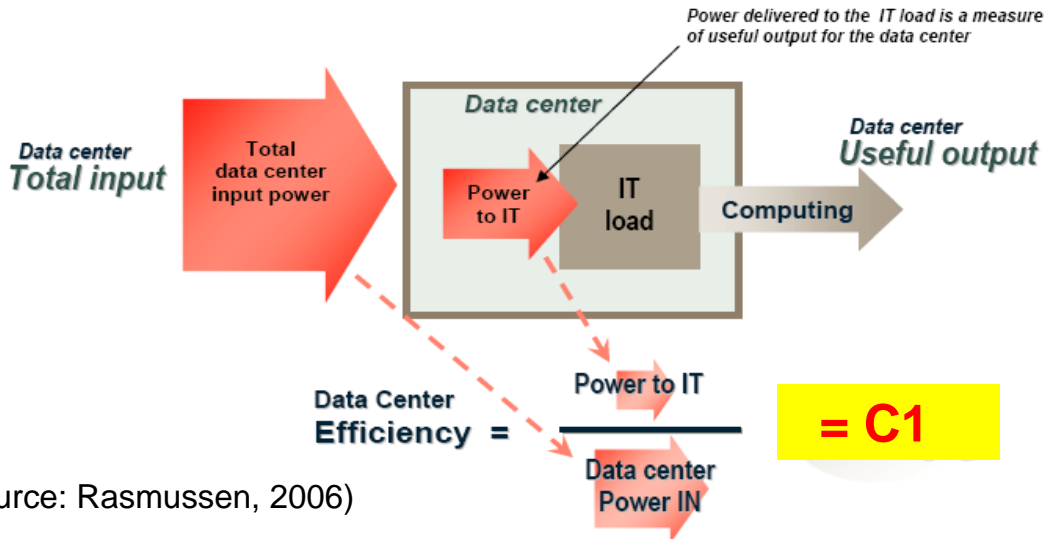 Power delivered to the IT load is a measure
of useful output for the data center
Data center
Data center
Total input
Total
data center
input power
Power
to IT
IT
load
Computing
Data center
Useful output
Data Center
Efficiency =
Power to IT
Data center
Power IN
= C1
urce: Rasmussen, 2006)